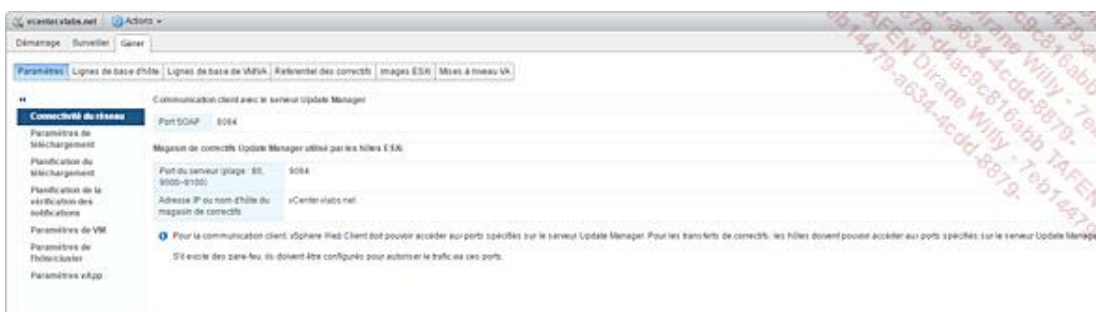 vcenter.vlabs.net Actions
Démarrage Surveiller Gérer
Paramètres Lignes de base d'hôte Lignes de base de VM/VA Référentiel des correctifs Images ESXi Mises à niveau VA
Communication client avec le serveur Update Manager
Connectivité du réseau
Port SOAP 8084
Paramètres de
téléchargement
Magasin de correctifs Update Manager utilisé par les hôtes ESXi
Planification du
téléchargement
Port du serveur (plage : 80,
9000-9100)
9084
Planification de la
vérification des
notifications
Adresse IP ou nom d'hôte du
magasin de correctifs
vCenter.vlabs.net
Paramètres de VM
Paramètres de
l'hôte/cluster
Paramètres vApp
Pour la communication client, vSphere Web Client doit pouvoir accéder aux ports spécifiés sur le serveur Update Manager. Pour les transferts de correctifs, les hôtes doivent pouvoir accéder aux ports spécifiés sur le serveur Update Manage
S'il existe des pare-feu, ils doivent être configurés pour autoriser le trafic via ces ports.
TAFEN Dirane Willy